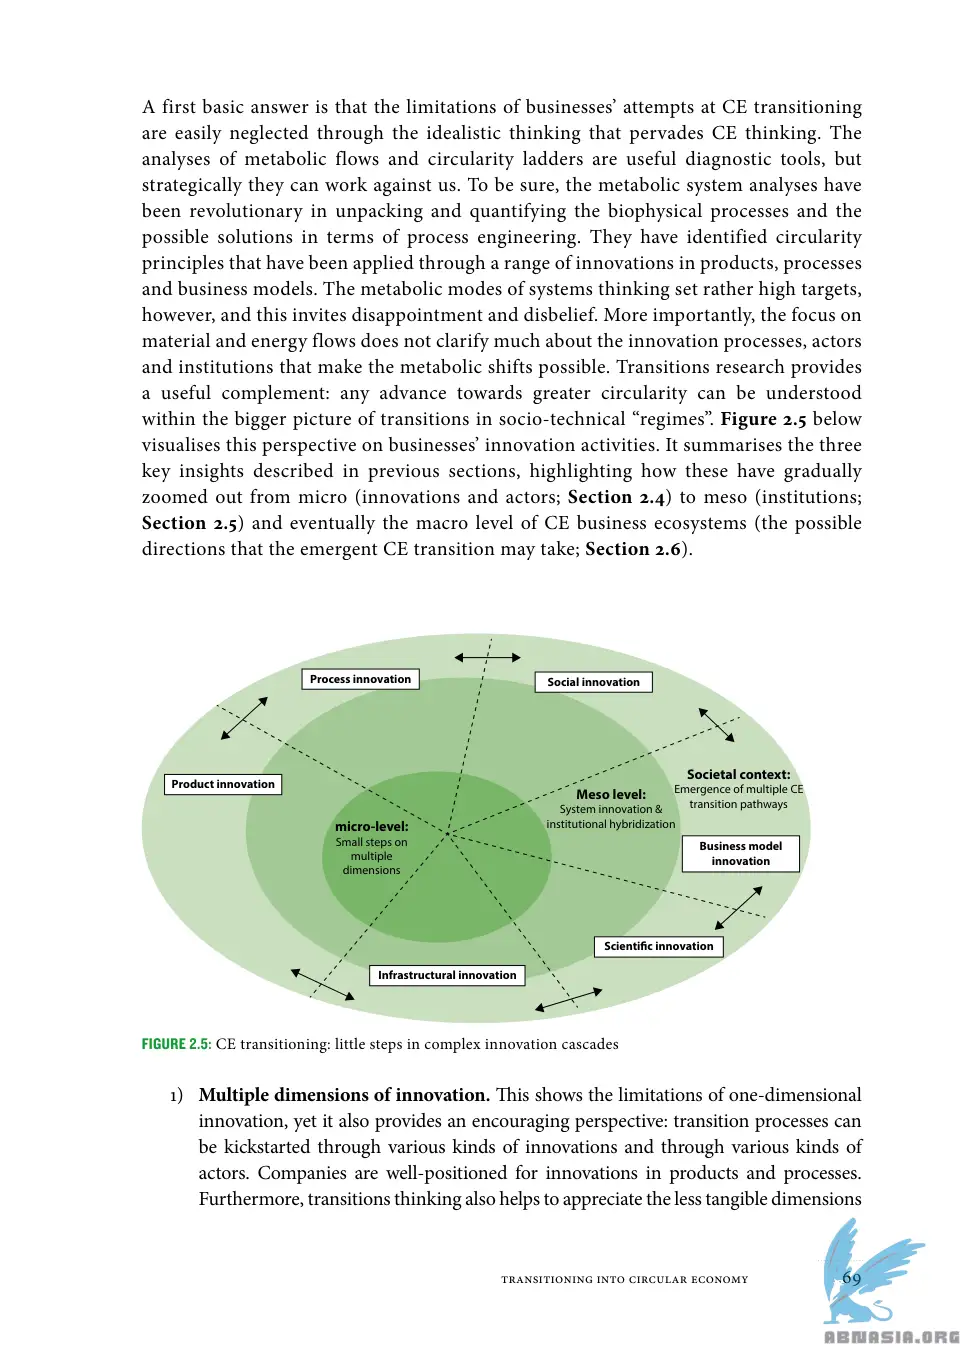 A first basic answer is that the limitations of businesses’ attempts at CE transitioning
are easily neglected through the idealistic thinking that pervades CE thinking. The
analyses of metabolic flows and circularity ladders are useful diagnostic tools, but
strategically they can work against us. To be sure, the metabolic system analyses have
been revolutionary in unpacking and quantifying the biophysical processes and the
possible solutions in terms of process engineering. They have identified circularity
principles that have been applied through a range of innovations in products, processes
and business models. The metabolic modes of systems thinking set rather high targets,
however, and this invites disappointment and disbelief. More importantly, the focus on
material and energy flows does not clarify much about the innovation processes, actors
and institutions that make the metabolic shifts possible. Transitions research provides
a useful complement: any advance towards greater circularity can be understood
within the bigger picture of transitions in socio-technical “regimes”. Figure 2.5 below
visualises this perspective on businesses’ innovation activities. It summarises the three
key insights described in previous sections, highlighting how these have gradually
zoomed out from micro (innovations and actors; Section 2.4) to meso (institutions;
Section 2.5) and eventually the macro level of CE business ecosystems (the possible
directions that the emergent CE transition may take; Section 2.6).
Process innovation
Social innovation
Product innovation
Societal context:
Emergence of multiple CE
transition pathways
Meso level:
System innovation &
institutional hybridization
micro-level:
Small steps on
multiple
dimensions
Business model
innovation
Scientific innovation
Infrastructural innovation
FIGURE 2.5: CE transitioning: little steps in complex innovation cascades
1) Multiple dimensions of innovation. This shows the limitations of one-dimensional
innovation, yet it also provides an encouraging perspective: transition processes can
be kickstarted through various kinds of innovations and through various kinds of
actors. Companies are well-positioned for innovations in products and processes.
Furthermore, transitions thinking also helps to appreciate the less tangible dimensions
TRANSITIONING INTO CIRCULAR ECONOMY 69
ABNASIA.ORG